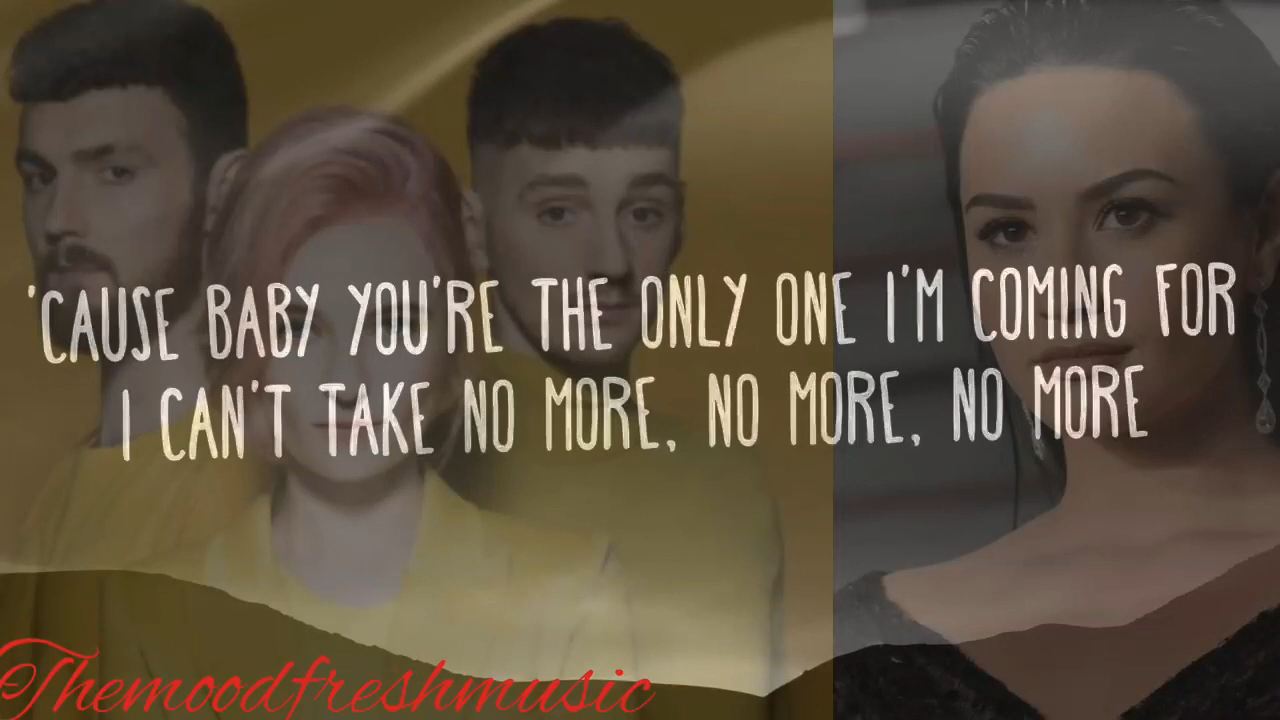 'CAUSE BABY YOU'RE THE ONLY ONE I'M COMING FOR
I CAN'T TAKE NO MORE, NO MORE, NO MORE
Themoodfreshmusic